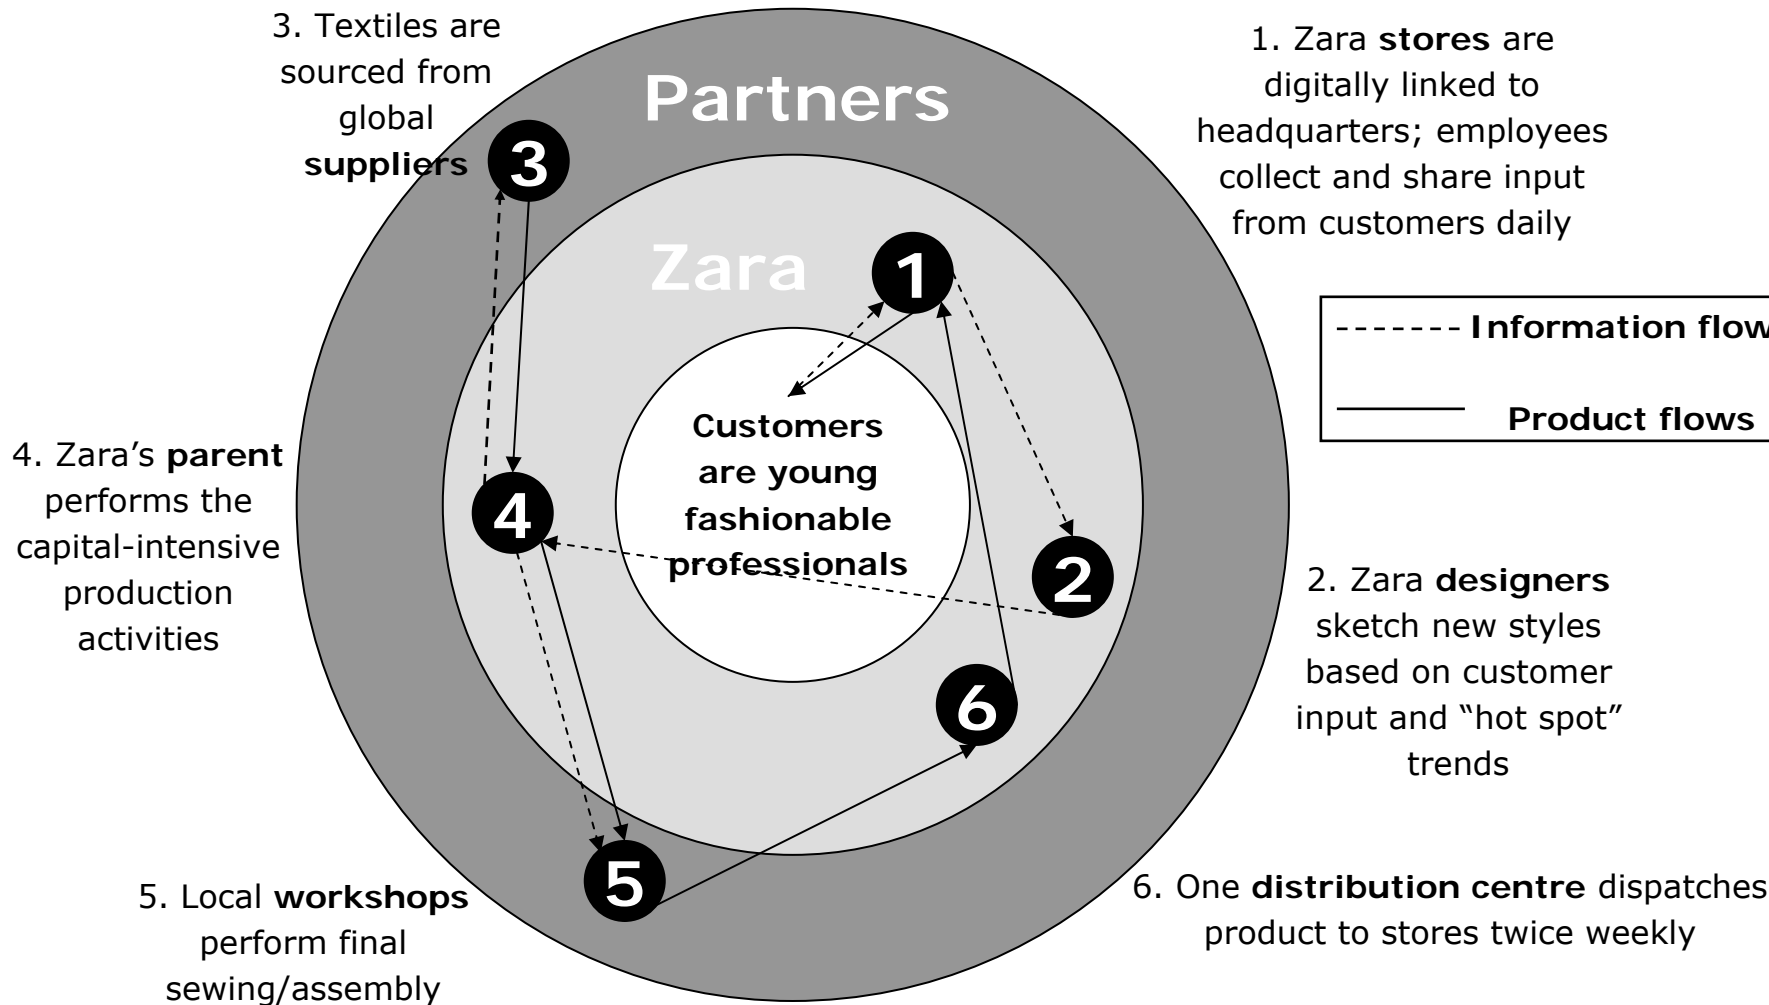 3. Textiles are
sourced from
global
suppliers
Partners
1. Zara stores are
digitally linked to
headquarters; employees
collect and share input
from customers daily
3
Zara
1
Information flow
Product flows
Customers
are young
fashionable
professionals
4. Zara’s parent
performs the
capital-intensive
production
activities
4
2
2. Zara designers
sketch new styles
based on customer
input and “hot spot”
trends
6
5
5. Local workshops
perform final
sewing/assembly
6. One distribution centre dispatches
product to stores twice weekly